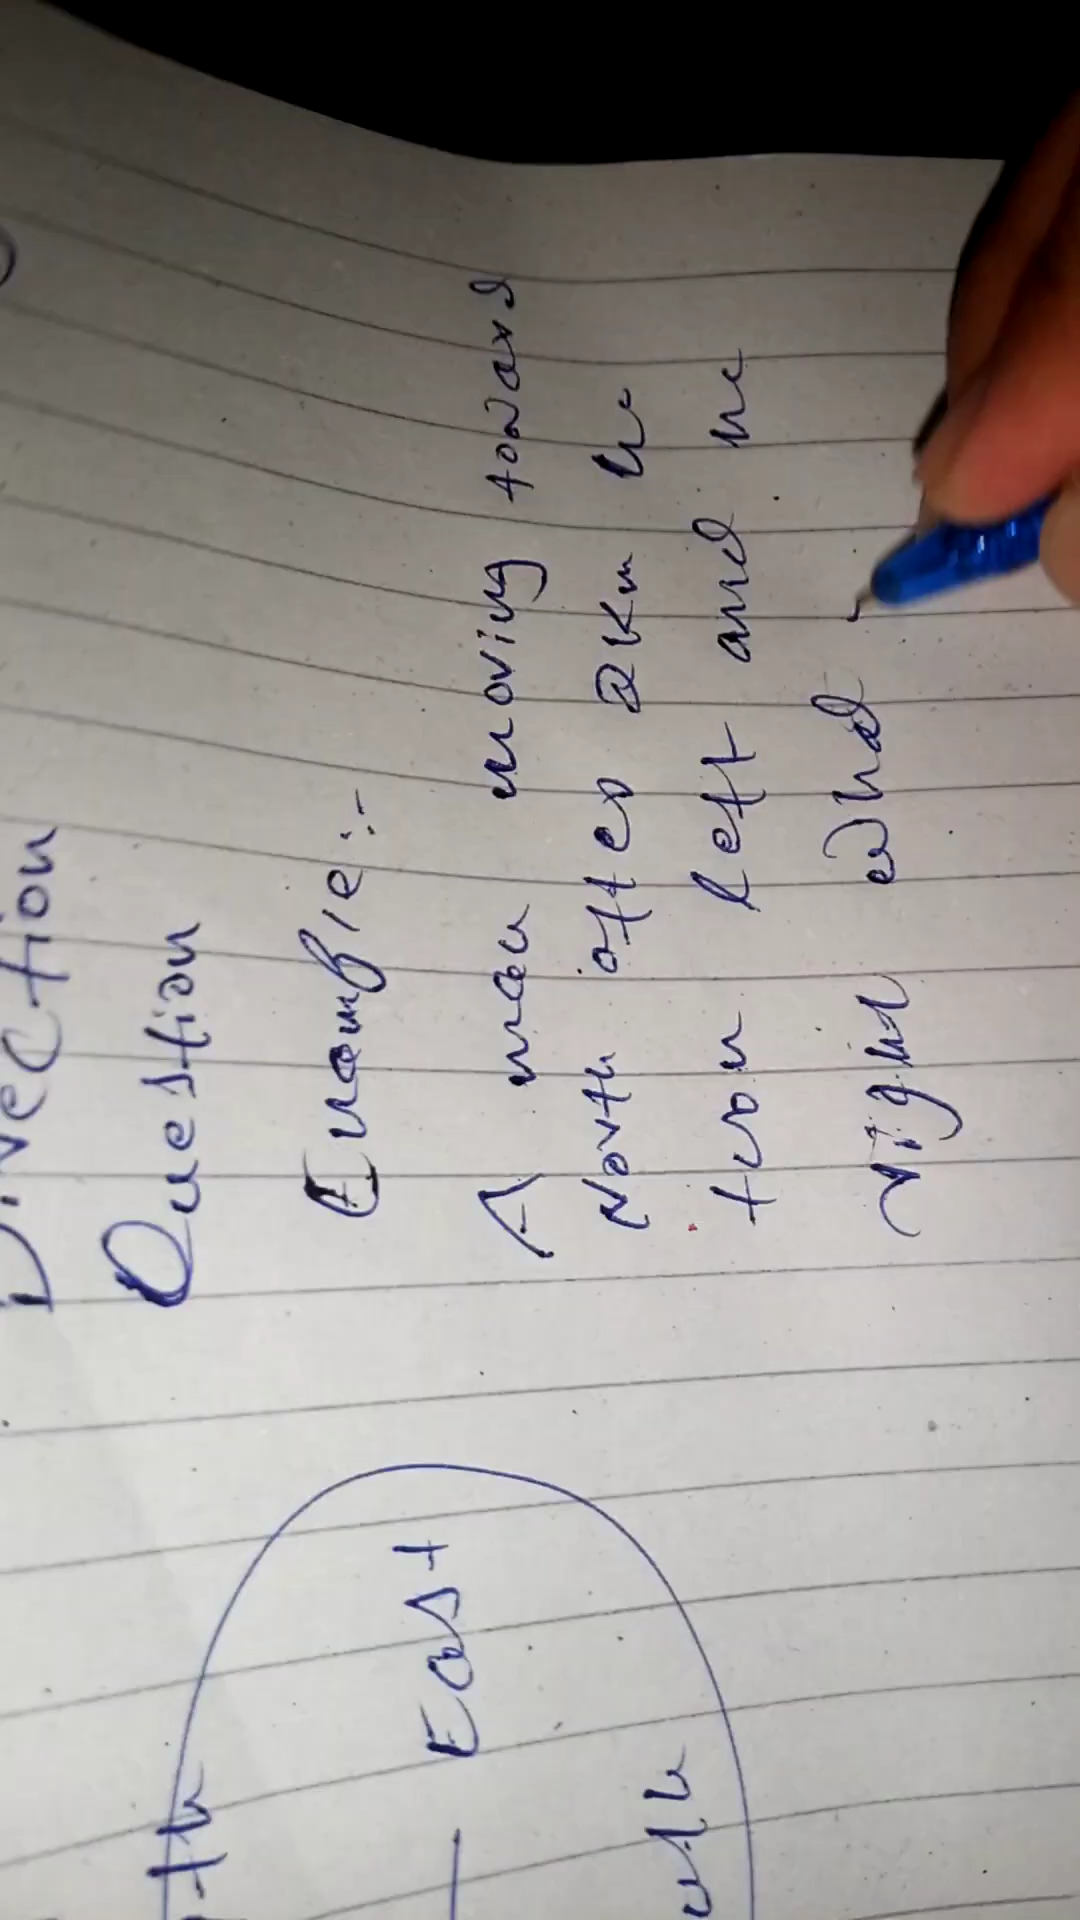 Direction
Question
Example :-
A man moving toward
North after 2Km he
turn left and he
right what
East